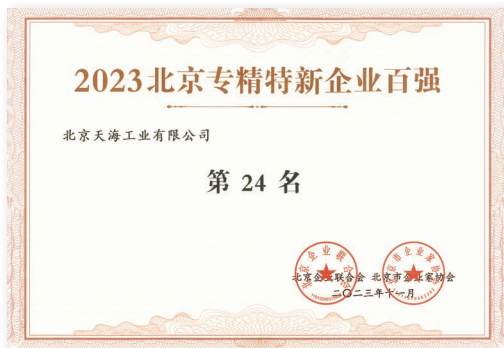 2023北京专精特新企业百强
北京天海工业有限公司
第 24 名
北京企业联合会 北京市企业家协会
二〇二三年十一月